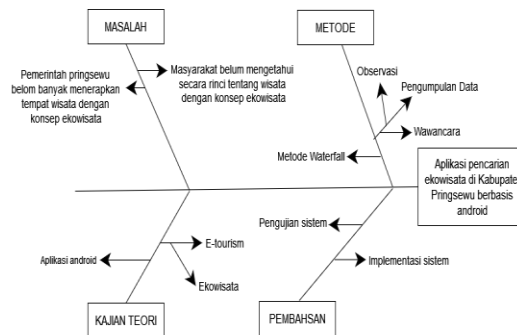 MASALAH
METODE
Pemerintah pringsewu
belom banyak menerapkan
tempat wisata dengan
konsep ekowisata
Masyarakat belum mengetahui
secara rinci tentang wisata
dengan konsep ekowisata
Observasi
Pengumpulan Data
Wawancara
Metode Waterfall
Aplikasi pencarian
ekowisata di Kabupate
Pringsewu berbasis
android
Pengujian sistem
E-tourism
Aplikasi android
Implementasi sistem
Ekowisata
KAJIAN TEORI
PEMBAHSAN